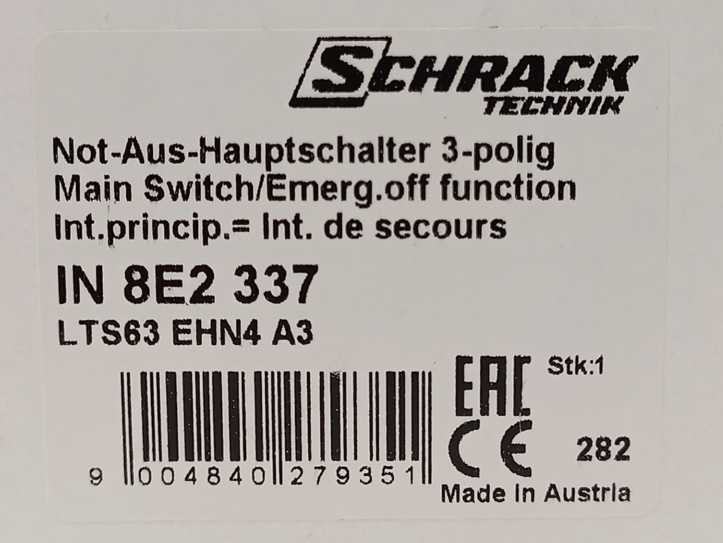 SCHRACK
TECHNIK
Not-Aus-Hauptschalter 3-polig
Main Switch/Emerg.off function
Int.princip.= Int. de secours
IN 8E2 337
LTS63 EHN4 A3
EAC Stk:1
CE 282
9 004840 279351
Made in Austria